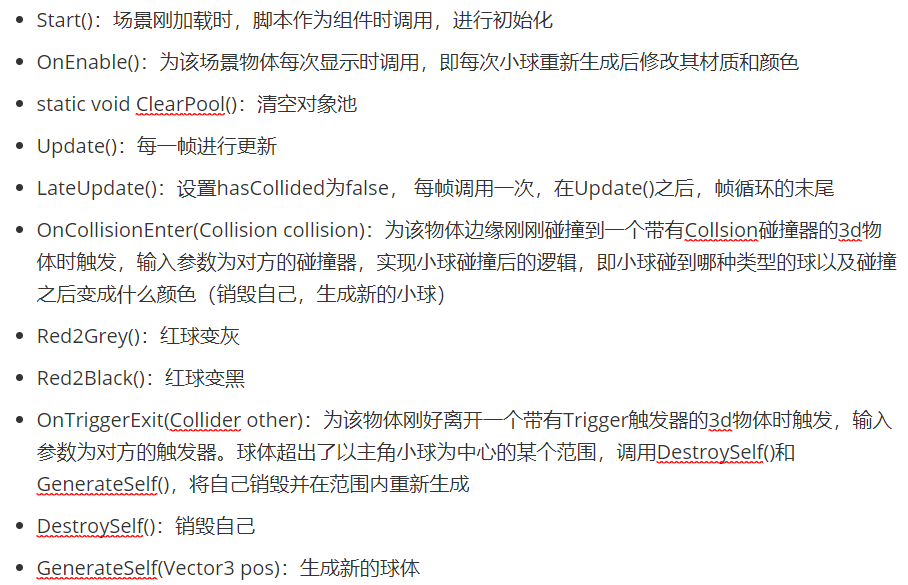 Start()：场景刚加载时，脚本作为组件时调用，进行初始化
OnEnable()：为该场景物体每次显示时调用，即每次小球重新生成后修改其材质和颜色
static void ClearPool()：清空对象池
Update()：每一帧进行更新
LateUpdate()：设置hasCollided为false， 每帧调用一次，在Update()之后，帧循环的末尾
OnCollisionEnter(Collision collision)：为该物体边缘刚刚碰撞到一个带有Collsion碰撞器的3d物
体时触发，输入参数为对方的碰撞器，实现小球碰撞后的逻辑，即小球碰到哪种类型的球以及碰撞
之后变成什么颜色（销毁自己，生成新的小球）
Red2Grey()：红球变灰
Red2Black()：红球变黑
OnTriggerExit(Collider other)：为该物体刚好离开一个带有Trigger触发器的3d物体时触发，输入
参数为对方的触发器。球体超出了以主角小球为中心的某个范围，调用DestroySelf()和
GenerateSelf()，将自己销毁并在范围内重新生成
DestroySelf()：销毁自己
GenerateSelf(Vector3 pos)：生成新的球体